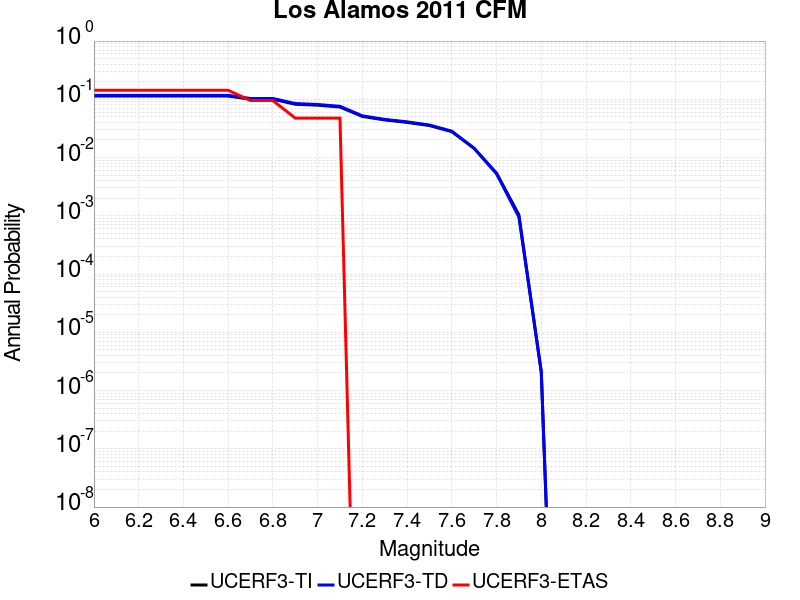 Los Alamos 2011 CFM
10^0
10^-1
10^-2
10^-3
10^-4
10^-5
10^-6
10^-7
10^-8
Annual Probability
6 6.2 6.4 6.6 6.8 7 7.2 7.4 7.6 7.8 8 8.2 8.4 8.6 8.8 9
Magnitude
UCERF3-TI UCERF3-TD UCERF3-ETAS